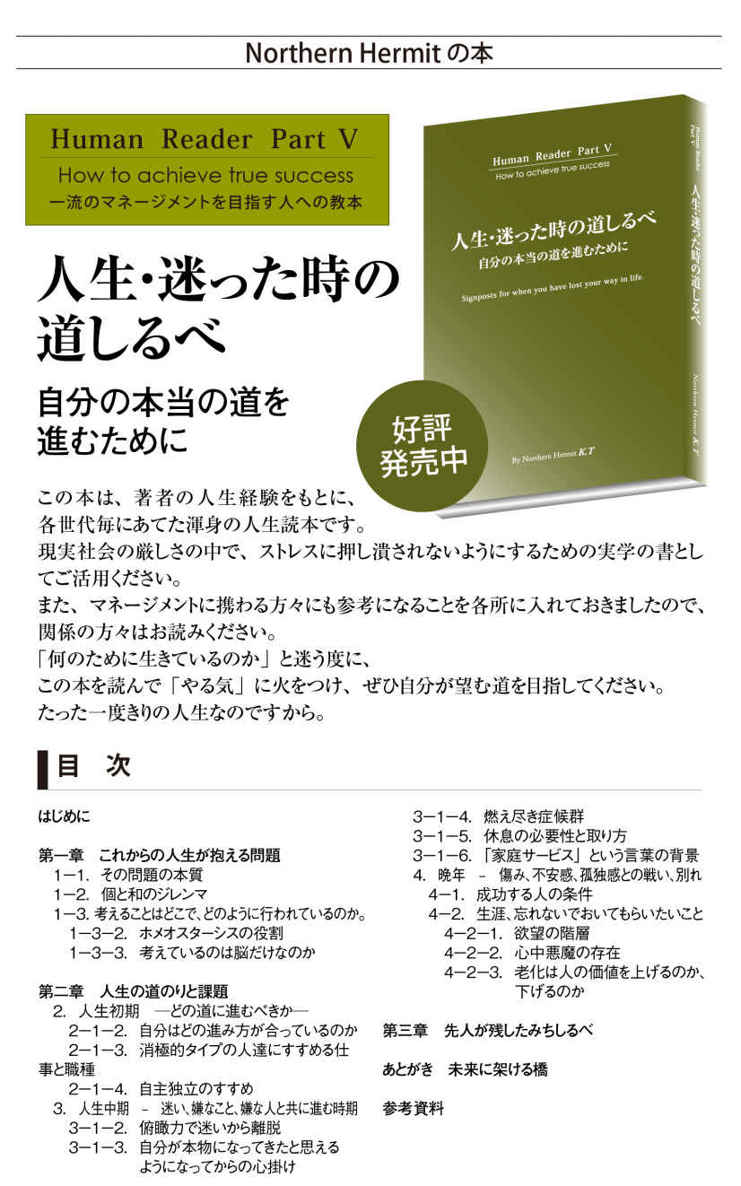 Northern Hermit の本
Human Reader Part V
How to achieve true success
一流のマネージメントを目指す人への教本
人生・迷った時の
道しるべ
自分の本当の道を
進むために
Human Reader Part V
How to achieve true success
人生・迷った時の道しるべ
自分の本当の道を進むために
Signposts for when you have lost your way in life.
By Northern Hermit K.T
Human Reader
Part V
人生・迷った時の道しるべ
Northern Hermit K.T
好評
発売中
この本は、著者の人生経験をもとに、
各世代毎にあてた渾身の人生読本です。
現実社会の厳しさの中で、ストレスに押し潰されないようにするための実学の書とし
てご活用ください。
また、マネージメントに携わる方々にも参考になることを各所に入れておきましたので、
関係の方々はお読みください。
「何のために生きているのか」と迷う度に、
この本を読んで「やる気」に火をつけ、ぜひ自分が望む道を目指してください。
たった一度きりの人生なのですから。
目 次
はじめに
第一章 これからの人生が抱える問題
1−1. その問題の本質
1−2. 個と和のジレンマ
1−3. 考えることはどこで、どのように行われているのか。
1−3−2. ホメオスターシスの役割
1−3−3. 考えているのは脳だけなのか
第二章 人生の道のりと課題
2. 人生初期 ―どの道に進むべきか―
2−1−2. 自分はどの進み方が合っているのか
2−1−3. 消極的タイプの人達にすすめる仕
事と職種
2−1−4. 自主独立のすすめ
3. 人生中期 − 迷い、嫌なこと、嫌な人と共に進む時期
3−1−2. 俯瞰力で迷いから離脱
3−1−3. 自分が本物になってきたと思える
ようになってからの心掛け
3−1−4. 燃え尽き症候群
3−1−5. 休息の必要性と取り方
3−1−6. 「家庭サービス」という言葉の背景
4. 晩年 − 傷み、不安感、孤独感との戦い、別れ
4−1. 成功する人の条件
4−2. 生涯、忘れないでおいてもらいたいこと
4−2−1. 欲望の階層
4−2−2. 心中悪魔の存在
4−2−3. 老化は人の価値を上げるのか、
下げるのか
第三章 先人が残したみちしるべ
あとがき 未来に架ける橋
参考資料